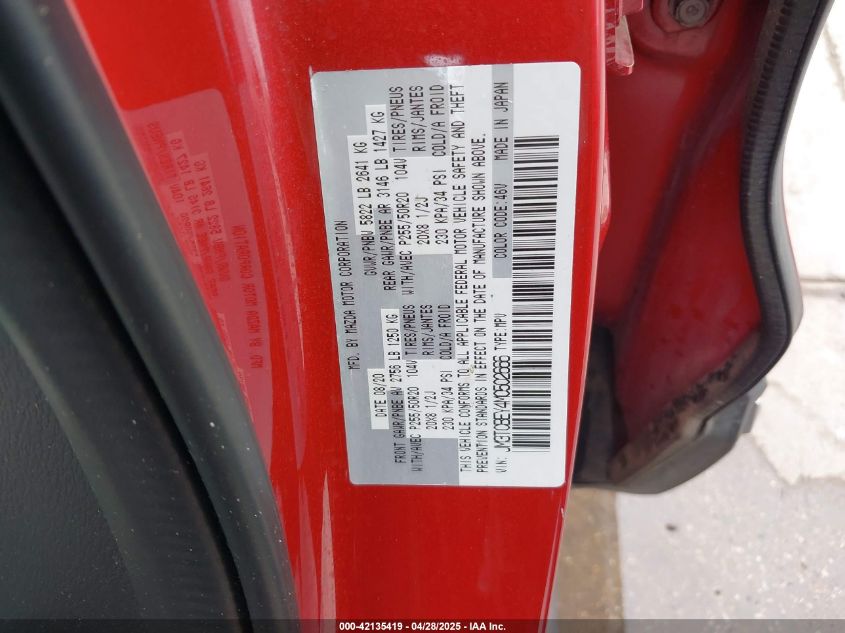 MFD. BY MAZDA MOTOR CORPORATION
DATE 08/20 GVWR/PNBV 5822 LB 2641 KG
FRONT GAWR/PNBE AV 2756 LB 1250 KG REAR GAWR/PNBE AR 3146 LB 1427 KG
WITH/AVEC P255/50R20 104V TIRES/PNEUS WITH/AVEC P255/50R20 104V TIRES/PNEUS
20X8 1/2J RIMS/JANTES 20X8 1/2J RIMS/JANTES
230 KPA/34 PSI COLD/A FROID 230 KPA/34 PSI COLD/A FROID
THIS VEHICLE CONFORMS TO ALL APPLICABLE FEDERAL MOTOR VEHICLE SAFETY AND THEFT
PREVENTION STANDARDS IN EFFECT ON THE DATE OF MANUFACTURE SHOWN ABOVE.
VIN: JM3TCBEY4M0502686 TYPE:MPV COLOR CODE:46V MADE IN JAPAN
000-42135419 | 04/28/2025 - IAA Inc.